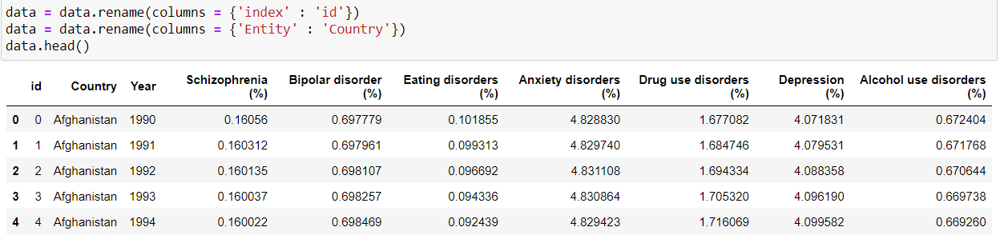 data = data.rename(columns = {'index' : 'id'})
data = data.rename(columns = {'Entity' : 'Country'})
data.head()
id Country Year Schizophrenia (%) Bipolar disorder (%) Eating disorders (%) Anxiety disorders (%) Drug use disorders (%) Depression (%) Alcohol use disorders (%)
0 0 Afghanistan 1990 0.16056 0.697779 0.101855 4.828830 1.677082 4.071831 0.672404
1 1 Afghanistan 1991 0.160312 0.697961 0.099313 4.829740 1.684746 4.079531 0.671768
2 2 Afghanistan 1992 0.160135 0.698107 0.096692 4.831108 1.694334 4.088358 0.670644
3 3 Afghanistan 1993 0.160037 0.698257 0.094336 4.830864 1.705320 4.096190 0.669738
4 4 Afghanistan 1994 0.160022 0.698469 0.092439 4.829423 1.716069 4.099582 0.669260